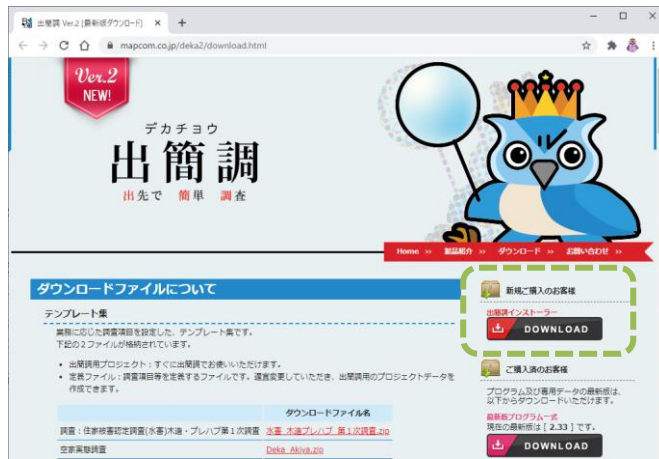 出簡調 Ver.2 [最新版ダウンロード]
mapcom.co.jp/deka2/download.html
Ver.2
NEW!
デカチョウ
出簡調
出先で 簡単 調査
Home » 製品紹介 » ダウンロード » お問い合わせ »
ダウンロードファイルについて
テンプレート集
業務に応じた調査項目を設定した、テンプレート集です。
下記の2ファイルが格納されています。
• 出簡調用プロジェクト：すぐに出簡調でお使いいただけます。
• 定義ファイル：調査項目等を定義するファイルです。適宜変更していただき、出簡調用のプロジェクトデータを
作成できます。
ダウンロードファイル名
調査：住家被害認定調査(水害)木造・プレハブ第1次調査 水害_木造プレハブ_第1次調査.zip
空家実態調査 Deka_Akiya.zip
新規ご購入のお客様
出簡調インストーラー
DOWNLOAD
ご購入済のお客様
プログラム及び専用データの最新版は、
以下からダウンロードいただけます。
最新版プログラム一式
現在の最新版は [ 2.33 ] です。
DOWNLOAD